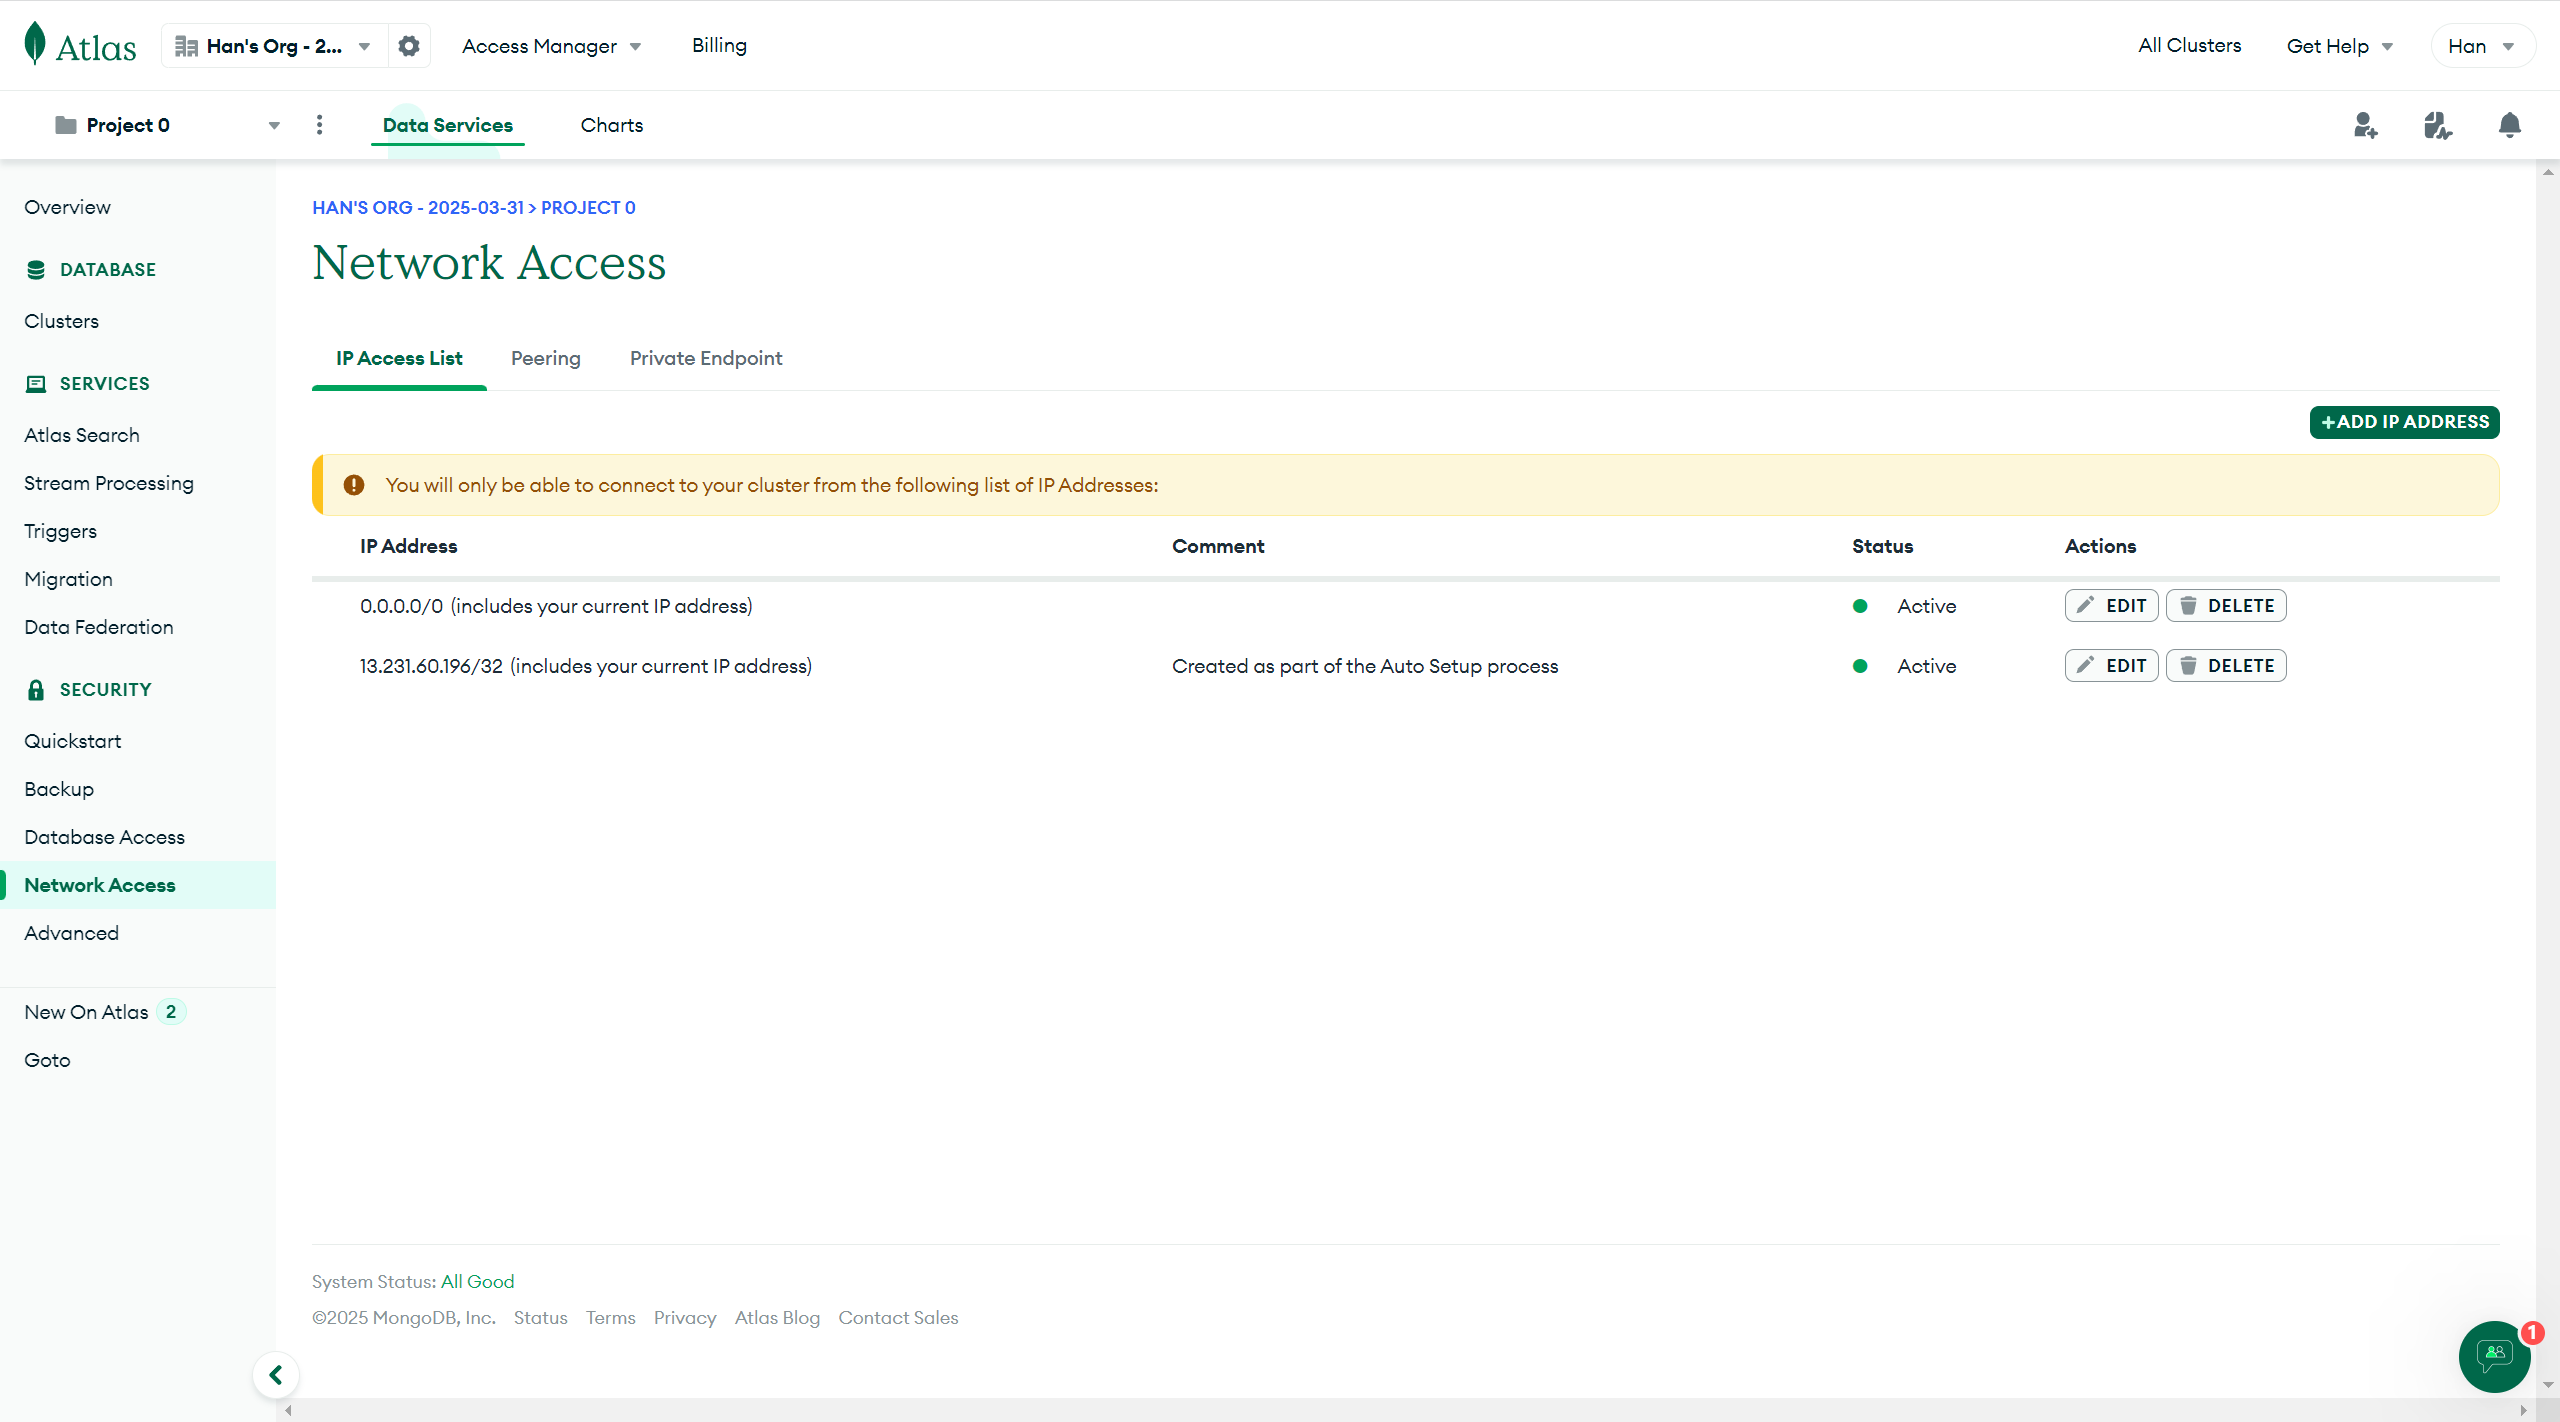 Atlas
Han's Org - 2...
Access Manager
Billing
All Clusters
Get Help
Han
Project 0
Data Services
Charts
Overview
DATABASE
Clusters
SERVICES
Atlas Search
Stream Processing
Triggers
Migration
Data Federation
SECURITY
Quickstart
Backup
Database Access
Network Access
Advanced
New On Atlas 2
Goto
HAN'S ORG - 2025-03-31 > PROJECT 0
Network Access
IP Access List
Peering
Private Endpoint
+ADD IP ADDRESS
You will only be able to connect to your cluster from the following list of IP Addresses:
IP Address Comment Status Actions
0.0.0.0/0 (includes your current IP address) Active EDIT DELETE
13.231.60.196/32 (includes your current IP address) Created as part of the Auto Setup process Active EDIT DELETE
System Status: All Good
©2025 MongoDB, Inc. Status Terms Privacy Atlas Blog Contact Sales
1